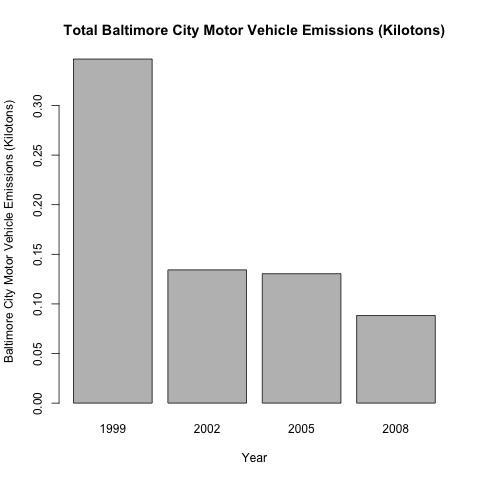 Total Baltimore City Motor Vehicle Emissions (Kilotons)
Baltimore City Motor Vehicle Emissions (Kilotons)
0.30
0.25
0.20
0.15
0.10
0.05
0.00
1999 2002 2005 2008
Year